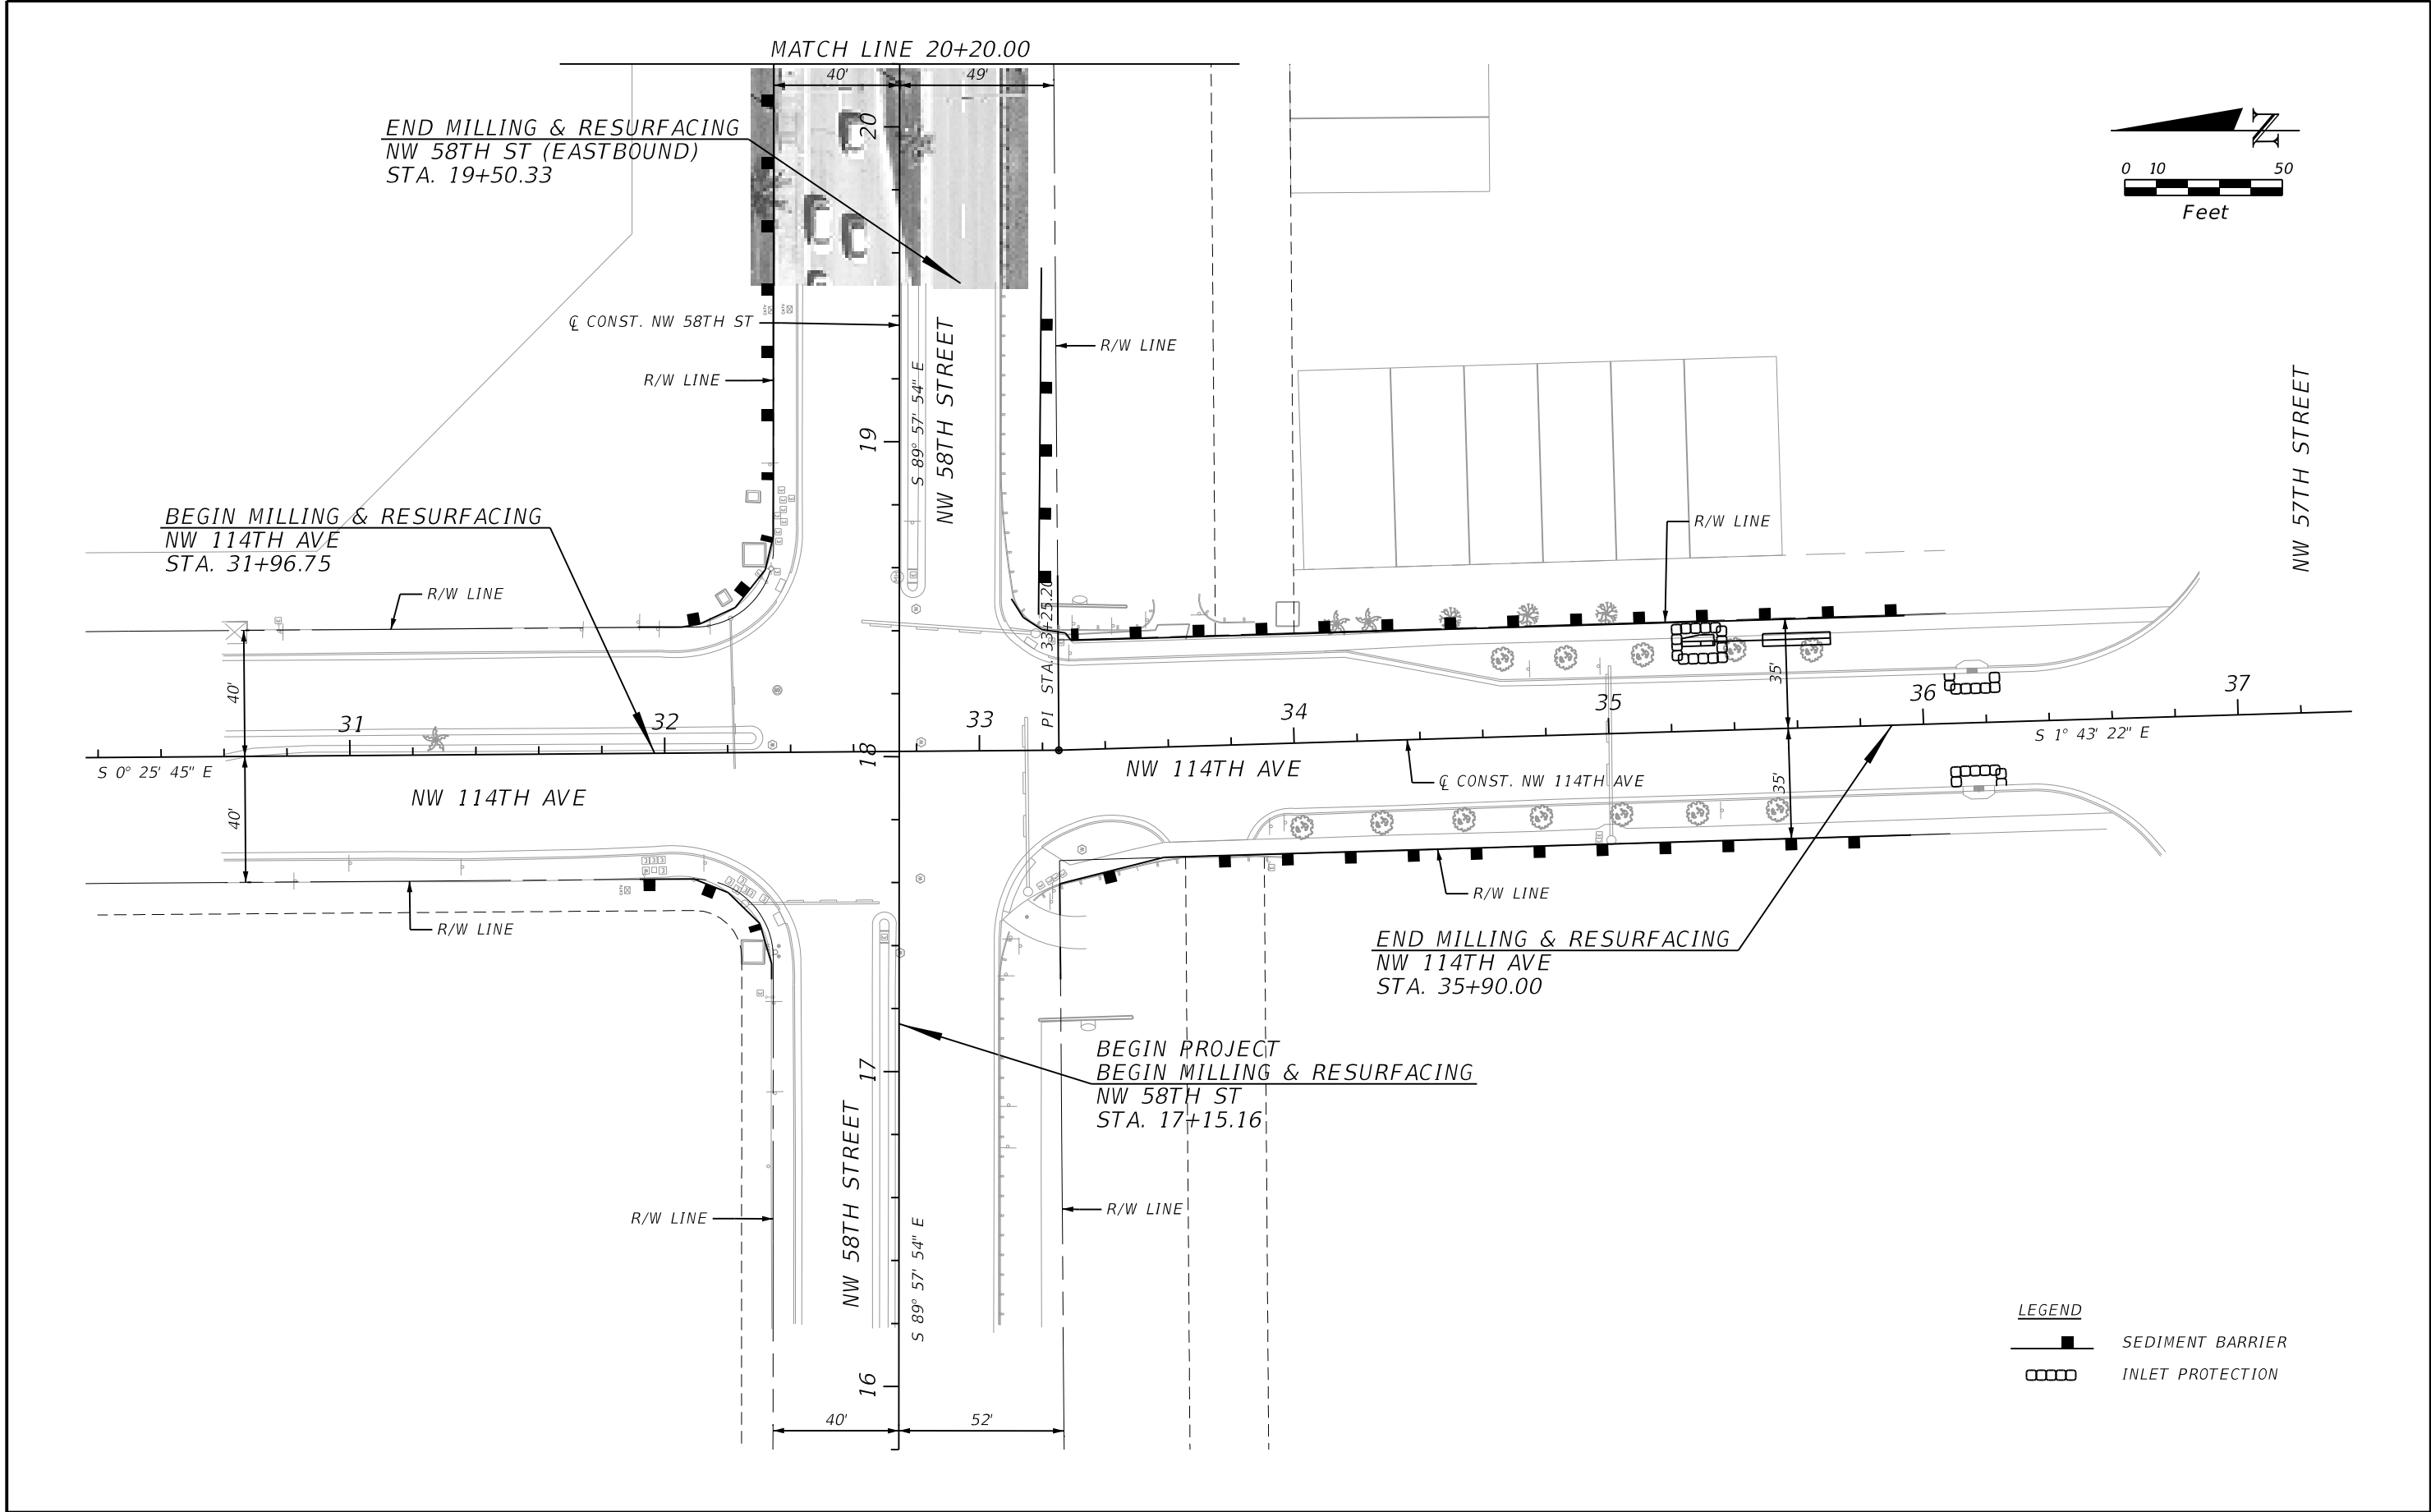 MATCH LINE 20+20.00
40'
49'
END MILLING & RESURFACING
NW 58TH ST (EASTBOUND)
STA. 19+50.33
20
N
0 10 50
Feet
℄ CONST. NW 58TH ST
R/W LINE
R/W LINE
S 89° 57' 54" E
NW 58TH STREET
19
NW 57TH STREET
BEGIN MILLING & RESURFACING
NW 114TH AVE
STA. 31+96.75
R/W LINE
R/W LINE
PI STA. 33+25.20
40'
35'
31
32
33
34
35
36
37
18
S 0° 25' 45" E
S 1° 43' 22" E
NW 114TH AVE
NW 114TH AVE
℄ CONST. NW 114TH AVE
40'
35'
R/W LINE
R/W LINE
END MILLING & RESURFACING
NW 114TH AVE
STA. 35+90.00
BEGIN PROJECT
BEGIN MILLING & RESURFACING
NW 58TH ST
STA. 17+15.16
17
NW 58TH STREET
S 89° 57' 54" E
R/W LINE
R/W LINE
16
40'
52'
LEGEND
SEDIMENT BARRIER
INLET PROTECTION